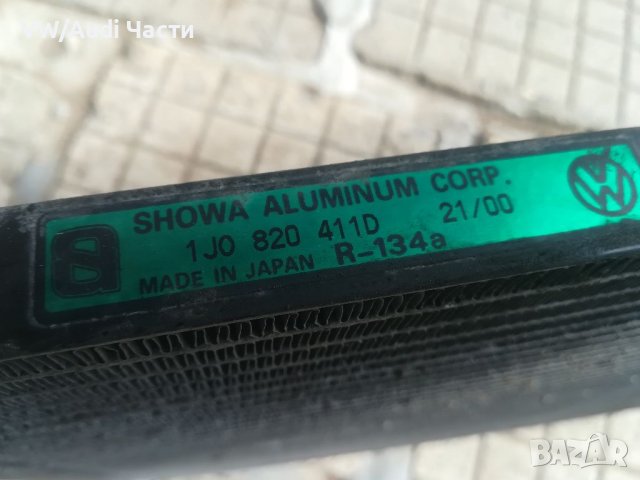 VW/Audi Части
SHOWA ALUMINUM CORP.
1J0 820 411D 21/00
MADE IN JAPAN R-134a
BAZAR